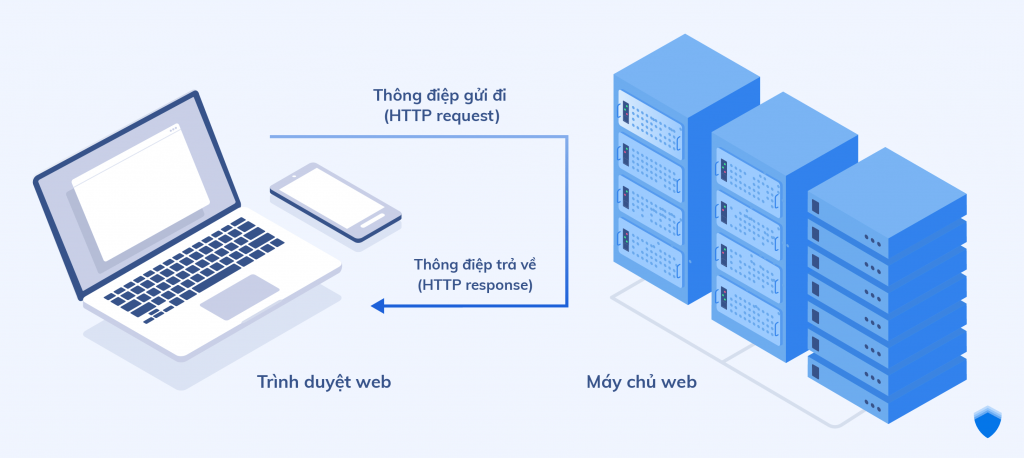 Thông điệp gửi đi
(HTTP request)
Thông điệp trả về
(HTTP response)
Trình duyệt web
Máy chủ web